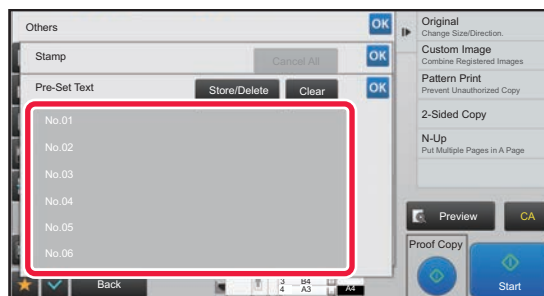 Others
OK
Stamp
Cancel All
OK
Pre-Set Text
Store/Delete
Clear
OK
No.01
No.02
No.03
No.04
No.05
No.06
Back
3 B4
4 A3
A4
Original
Change Size/Direction.
Custom Image
Combine Registered Images
Pattern Print
Prevent Unauthorized Copy
2-Sided Copy
N-Up
Put Multiple Pages in A Page
Preview
CA
Proof Copy
Start